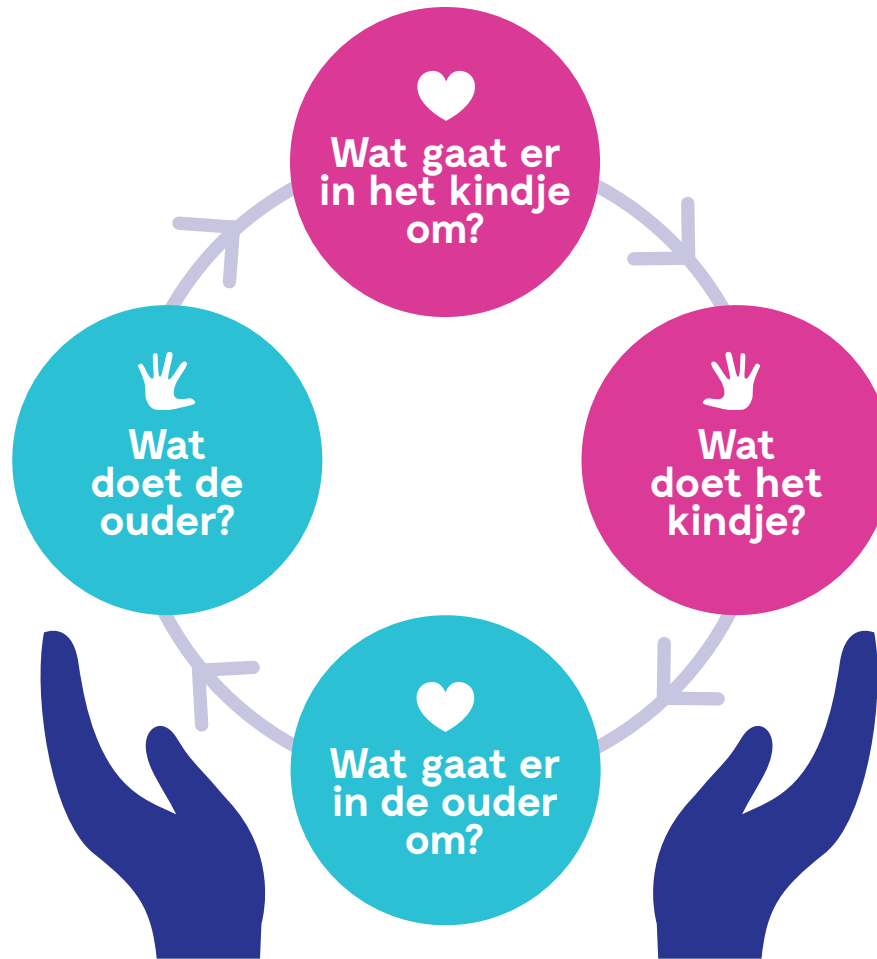 Wat gaat er
in het kindje
om?
Wat
doet de
ouder?
Wat
doet het
kindje?
Wat gaat er
in de ouder
om?